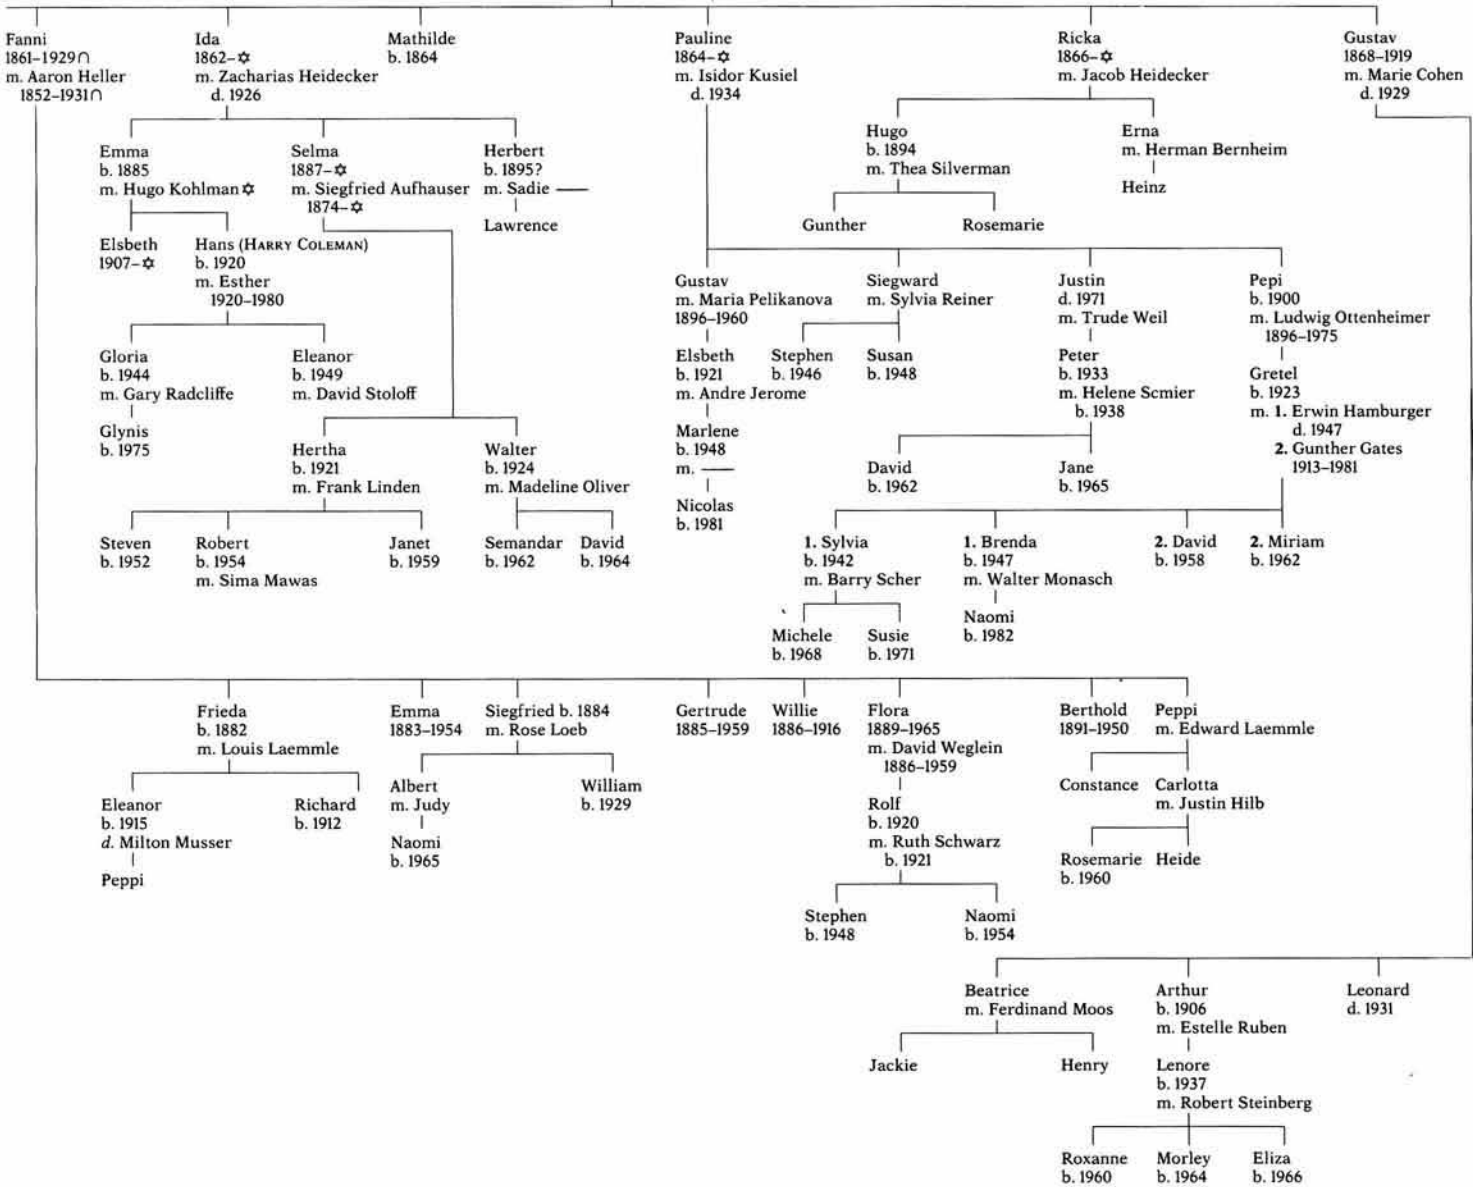 Fanni
1861–1929∩
m. Aaron Heller
1852–1931∩
Ida
1862–✡
m. Zacharias Heidecker
d. 1926
Mathilde
b. 1864
Pauline
1864–✡
m. Isidor Kusiel
d. 1934
Ricka
1866–✡
m. Jacob Heidecker
Gustav
1868–1919
m. Marie Cohen
d. 1929
Emma
b. 1885
m. Hugo Kohlman ✡
Selma
1887–✡
m. Siegfried Aufhauser
1874–✡
Herbert
b. 1895?
m. Sadie ——
Lawrence
Hugo
b. 1894
m. Thea Silverman
Erna
m. Herman Bernheim
Heinz
Gunther
Rosemarie
Elsbeth
1907–✡
Hans (HARRY COLEMAN)
b. 1920
m. Esther
1920–1980
Gustav
m. Maria Pelikanova
1896–1960
Siegward
m. Sylvia Reiner
Justin
d. 1971
m. Trude Weil
Pepi
b. 1900
m. Ludwig Ottenheimer
1896–1975
Gloria
b. 1944
m. Gary Radcliffe
Eleanor
b. 1949
m. David Stoloff
Elsbeth
b. 1921
m. Andre Jerome
Stephen
b. 1946
Susan
b. 1948
Peter
b. 1933
m. Helene Scmier
b. 1938
Gretel
b. 1923
m. 1. Erwin Hamburger
d. 1947
2. Gunther Gates
1913–1981
Glynis
b. 1975
Hertha
b. 1921
m. Frank Linden
Walter
b. 1924
m. Madeline Oliver
Marlene
b. 1948
m. ——
Nicolas
b. 1981
David
b. 1962
Jane
b. 1965
Steven
b. 1952
Robert
b. 1954
m. Sima Mawas
Janet
b. 1959
Semandar
b. 1962
David
b. 1964
1. Sylvia
b. 1942
m. Barry Scher
1. Brenda
b. 1947
m. Walter Monasch
2. David
b. 1958
2. Miriam
b. 1962
Michele
b. 1968
Susie
b. 1971
Naomi
b. 1982
Frieda
b. 1882
m. Louis Laemmle
Emma
1883–1954
Siegfried b. 1884
m. Rose Loeb
Gertrude
1885–1959
Willie
1886–1916
Flora
1889–1965
m. David Weglein
1886–1959
Berthold
1891–1950
Peppi
m. Edward Laemmle
Eleanor
b. 1915
d. Milton Musser
Peppi
Richard
b. 1912
Albert
m. Judy
Naomi
b. 1965
William
b. 1929
Rolf
b. 1920
m. Ruth Schwarz
b. 1921
Constance
Carlotta
m. Justin Hilb
Rosemarie
b. 1960
Heide
Stephen
b. 1948
Naomi
b. 1954
Beatrice
m. Ferdinand Moos
Arthur
b. 1906
m. Estelle Ruben
Leonard
d. 1931
Jackie
Henry
Lenore
b. 1937
m. Robert Steinberg
Roxanne
b. 1960
Morley
b. 1964
Eliza
b. 1966